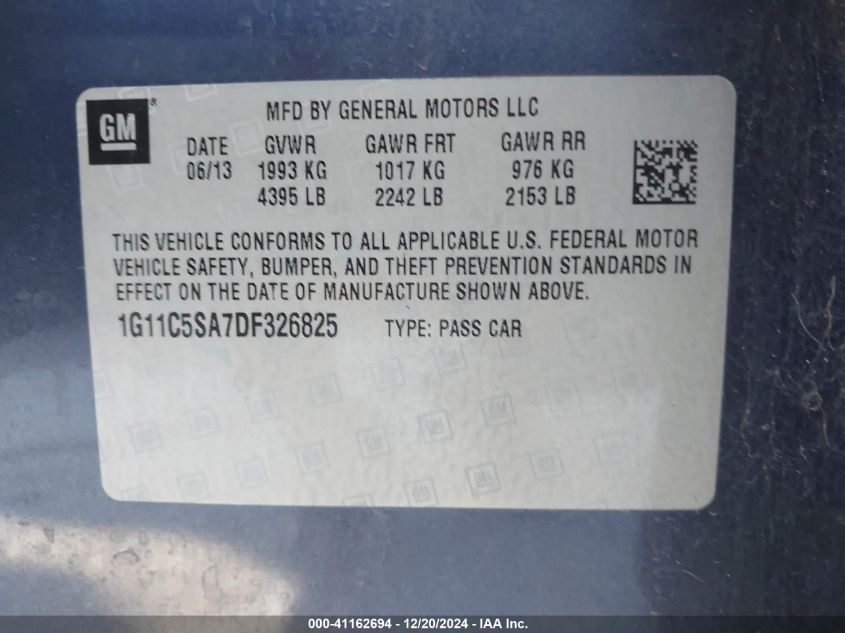 GM®
MFD BY GENERAL MOTORS LLC
DATE GVWR GAWR FRT GAWR RR
06/13 1993 KG 1017 KG 976 KG
4395 LB 2242 LB 2153 LB
THIS VEHICLE CONFORMS TO ALL APPLICABLE U.S. FEDERAL MOTOR
VEHICLE SAFETY, BUMPER, AND THEFT PREVENTION STANDARDS IN
EFFECT ON THE DATE OF MANUFACTURE SHOWN ABOVE.
1G11C5SA7DF326825 TYPE: PASS CAR
000-41162694 - 12/20/2024 - IAA Inc.